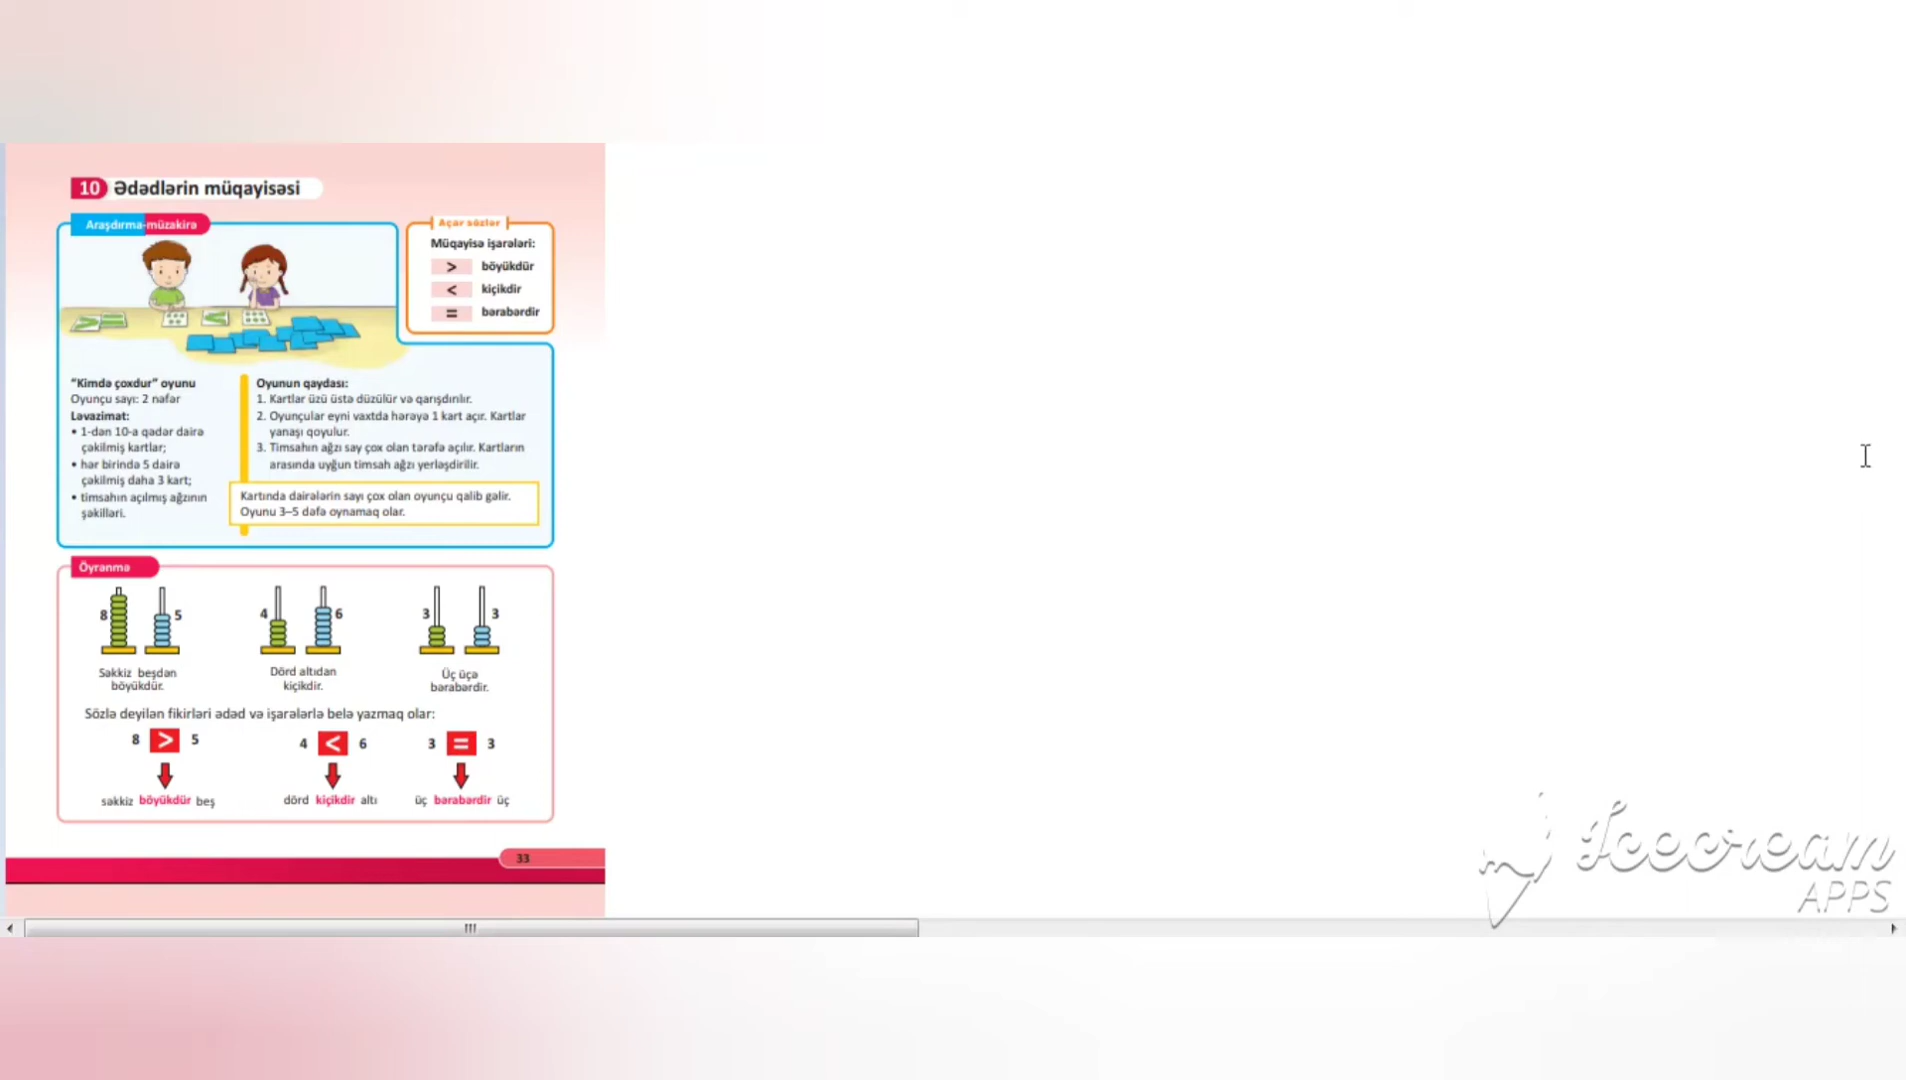 10 Ədədlərin müqayisəsi
Araşdırma-müzakirə
Açar sözlər
Müqayisə işarələri:
> böyükdür
< kiçikdir
= bərabərdir
“Kimdə çoxdur” oyunu
Oyunçu sayı: 2 nəfər
Ləvazimat:
• 1-dən 10-a qədər dairə
çəkilmiş kartlar;
• hər birində 5 dairə
çəkilmiş daha 3 kart;
• timsahın açılmış ağzının
şəkilləri.
Oyunun qaydası:
1. Kartlar üzü üstə düzülür və qarışdırılır.
2. Oyunçular eyni vaxtda hərəyə 1 kart açır. Kartlar
yanaşı qoyulur.
3. Timsahın ağzı say çox olan tərəfə açılır. Kartların
arasında uyğun timsah ağzı yerləşdirilir.
Kartında dairələrin sayı çox olan oyunçu qalib gəlir.
Oyunu 3–5 dəfə oynamaq olar.
Öyrənmə
8 5 4 6 3 3
Səkkiz beşdən
böyükdür.
Dörd altıdan
kiçikdir.
Üç üçə
bərabərdir.
Sözlə deyilən fikirləri ədəd və işarələrlə belə yazmaq olar:
8 > 5 4 < 6 3 = 3
səkkiz böyükdür beş dörd kiçikdir altı üç bərabərdir üç
33
Icecream
APPS